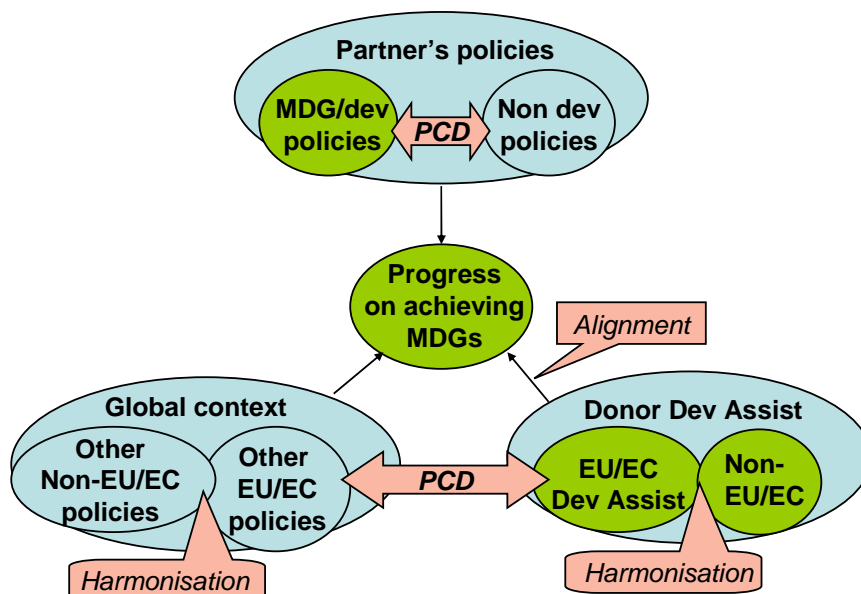 Partner's policies
MDG/dev
policies
PCD
Non dev
policies
Progress
on achieving
MDGs
Alignment
Global context
Other
Non-EU/EC
policies
Other
EU/EC
policies
PCD
Donor Dev Assist
EU/EC
Dev Assist
Non-
EU/EC
Harmonisation
Harmonisation